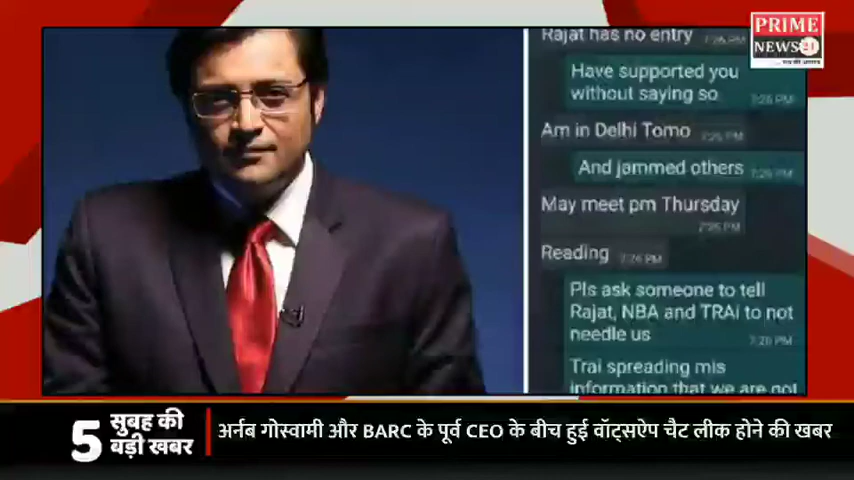 PRIME
NEWS 21
Rajat has no entry 7:26 PM
Have supported you
without saying so 7:26 PM
Am in Delhi Tomo 7:26 PM
And jammed others 7:26 PM
May meet pm Thursday
7:26 PM
Reading 7:26 PM
Pls ask someone to tell
Rajat, NBA and TRAi to not
needle us 7:26 PM
Trai spreading mis
information that we are not
5 सुबह की
बड़ी खबर
अर्नब गोस्वामी और BARC के पूर्व CEO के बीच हुई वॉट्सऐप चैट लीक होने की खबर